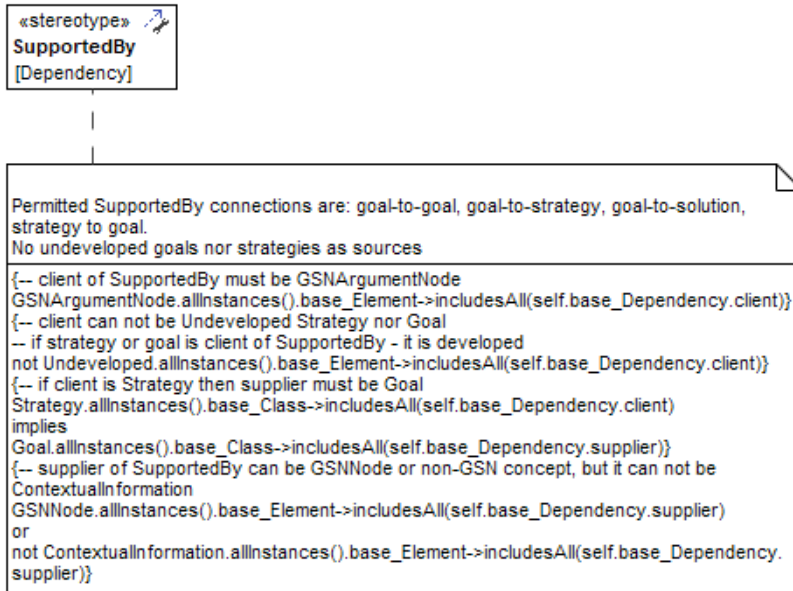 «stereotype»
SupportedBy
[Dependency]
Permitted SupportedBy connections are: goal-to-goal, goal-to-strategy, goal-to-solution,
strategy to goal.
No undeveloped goals nor strategies as sources
{-- client of SupportedBy must be GSNArgumentNode
GSNArgumentNode.allInstances().base_Element->includesAll(self.base_Dependency.client)}
{-- client can not be Undeveloped Strategy nor Goal
-- if strategy or goal is client of SupportedBy - it is developed
not Undeveloped.allInstances().base_Element->includesAll(self.base_Dependency.client)}
{-- if client is Strategy then supplier must be Goal
Strategy.allInstances().base_Class->includesAll(self.base_Dependency.client)
implies
Goal.allInstances().base_Class->includesAll(self.base_Dependency.supplier)}
{-- supplier of SupportedBy can be GSNNode or non-GSN concept, but it can not be
ContextualInformation
GSNNode.allInstances().base_Element->includesAll(self.base_Dependency.supplier)
or
not ContextualInformation.allInstances().base_Element->includesAll(self.base_Dependency.
supplier)}